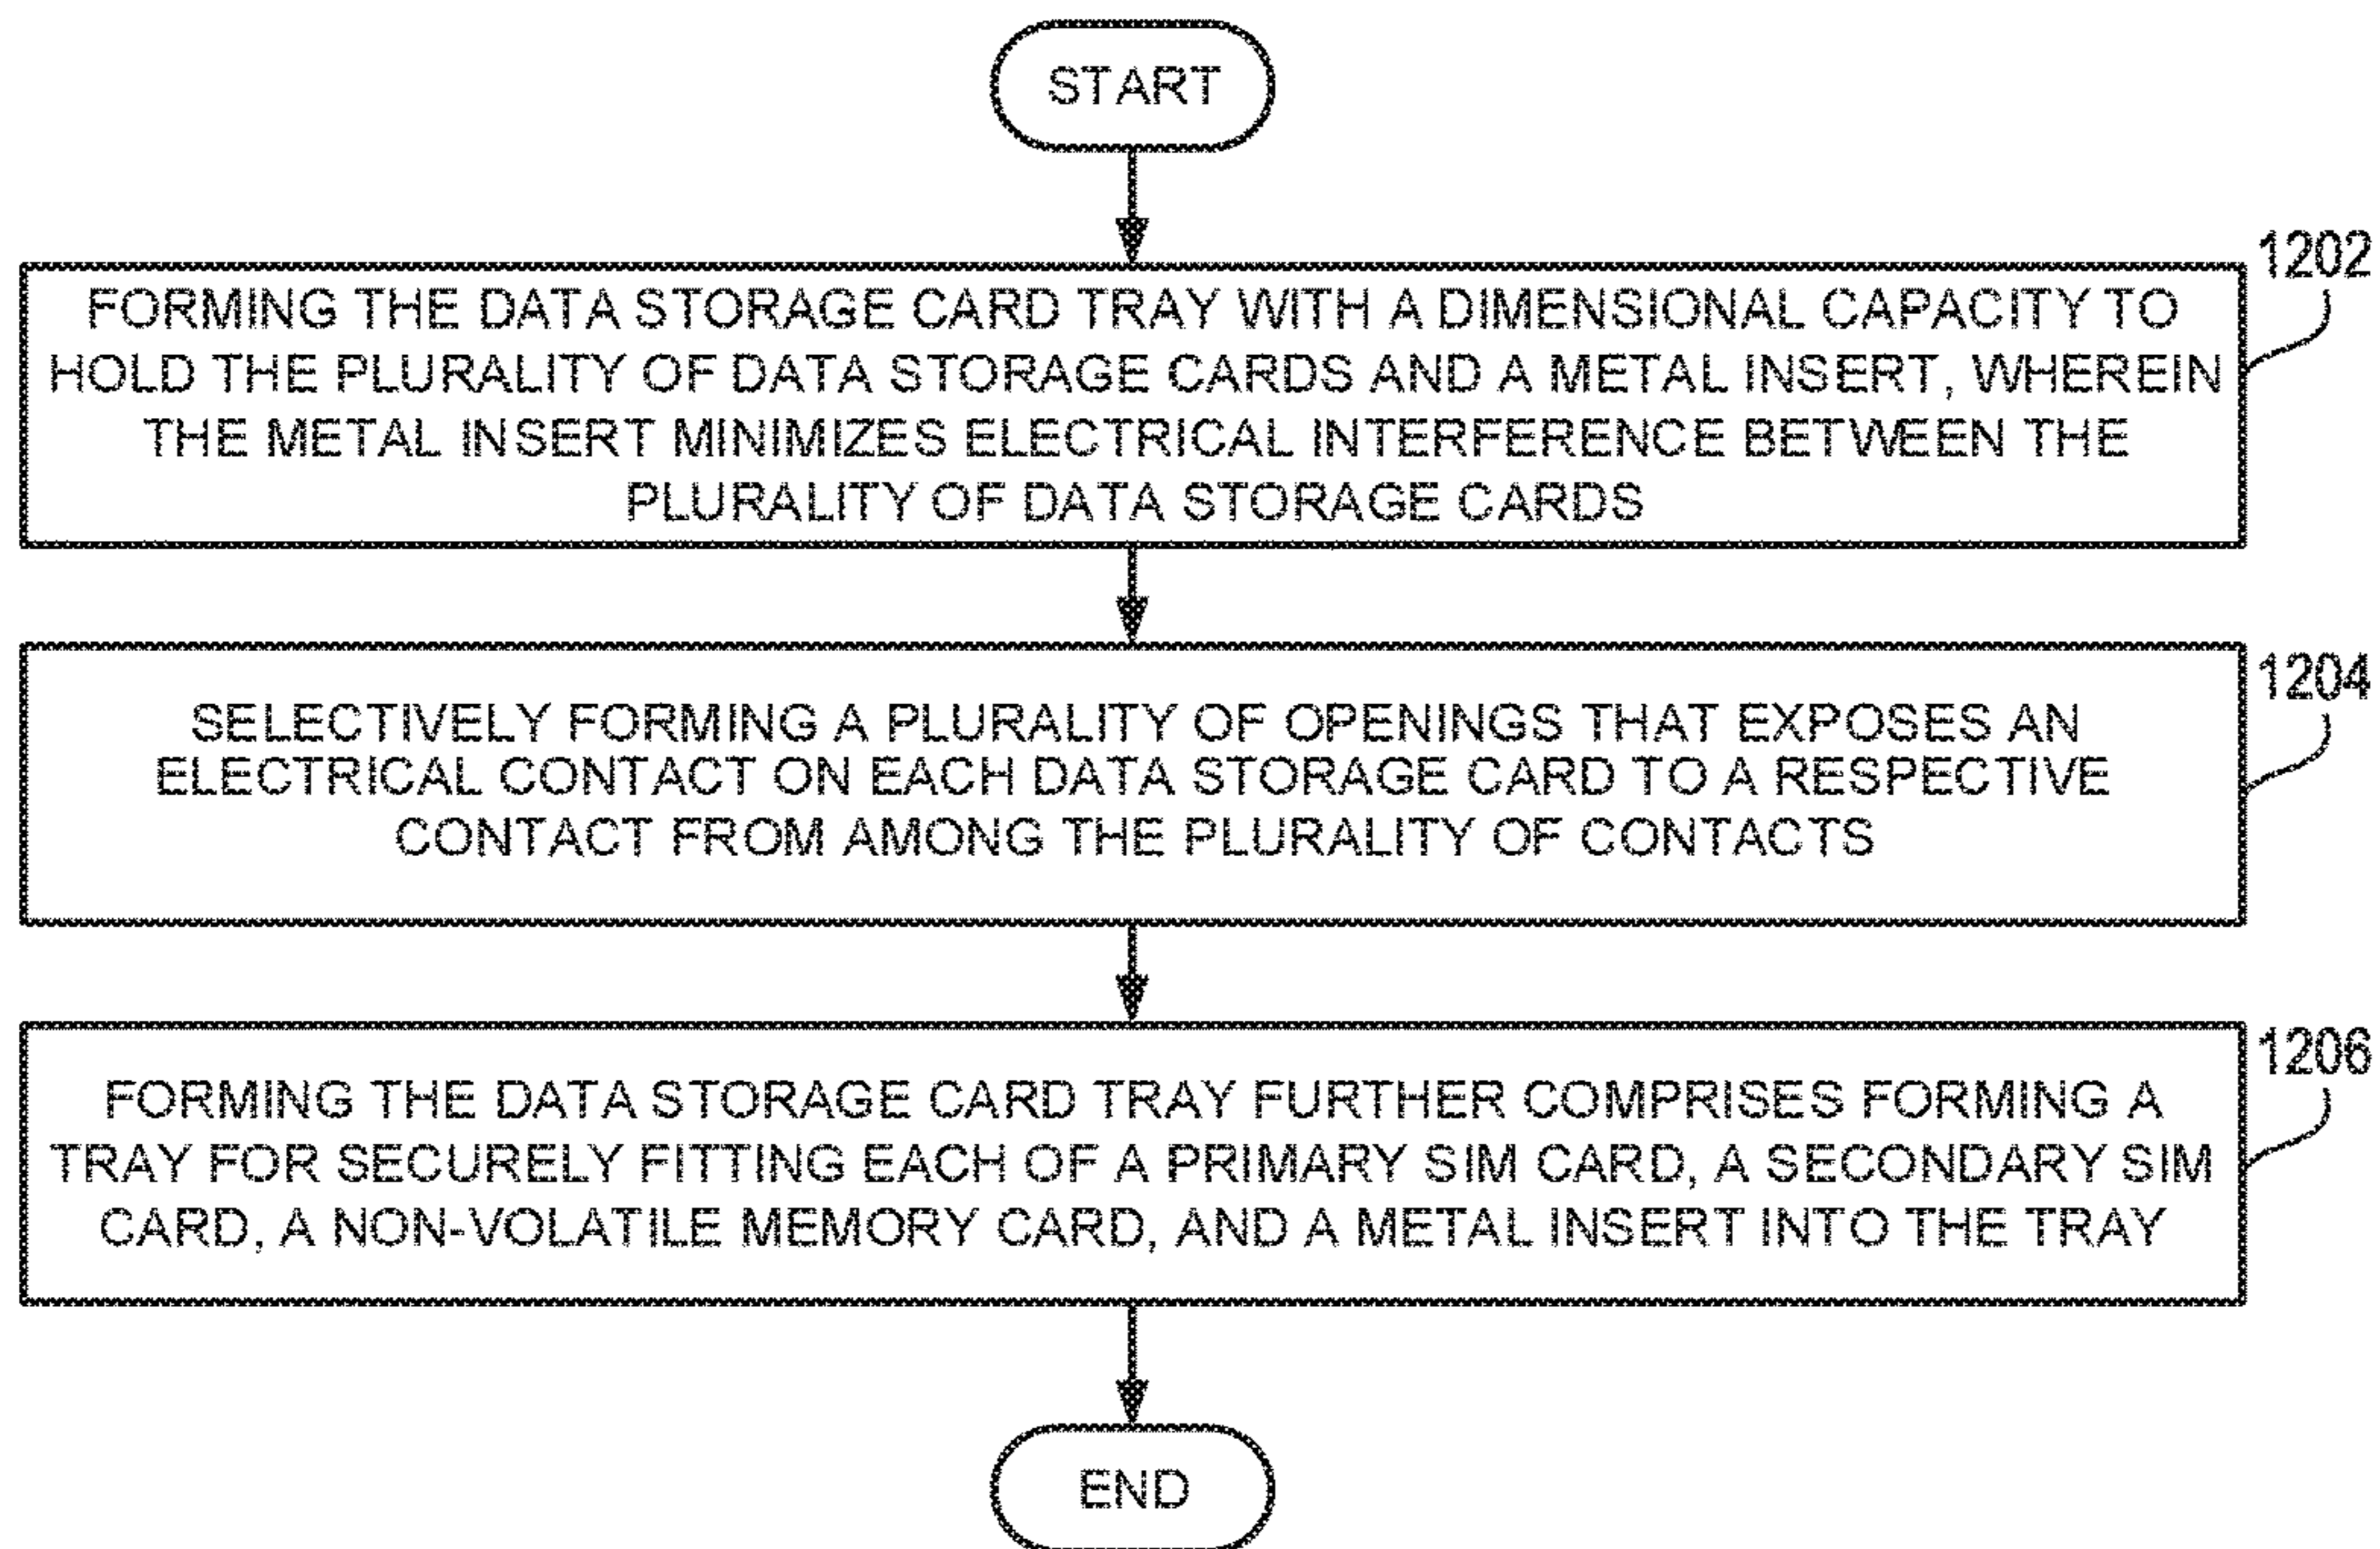 START
1202
FORMING THE DATA STORAGE CARD TRAY WITH A DIMENSIONAL CAPACITY TO
HOLD THE PLURALITY OF DATA STORAGE CARDS AND A METAL INSERT, WHEREIN
THE METAL INSERT MINIMIZES ELECTRICAL INTERFERENCE BETWEEN THE
PLURALITY OF DATA STORAGE CARDS
1204
SELECTIVELY FORMING A PLURALITY OF OPENINGS THAT EXPOSES AN
ELECTRICAL CONTACT ON EACH DATA STORAGE CARD TO A RESPECTIVE
CONTACT FROM AMONG THE PLURALITY OF CONTACTS
1206
FORMING THE DATA STORAGE CARD TRAY FURTHER COMPRISES FORMING A
TRAY FOR SECURELY FITTING EACH OF A PRIMARY SIM CARD, A SECONDARY SIM
CARD, A NON-VOLATILE MEMORY CARD, AND A METAL INSERT INTO THE TRAY
END